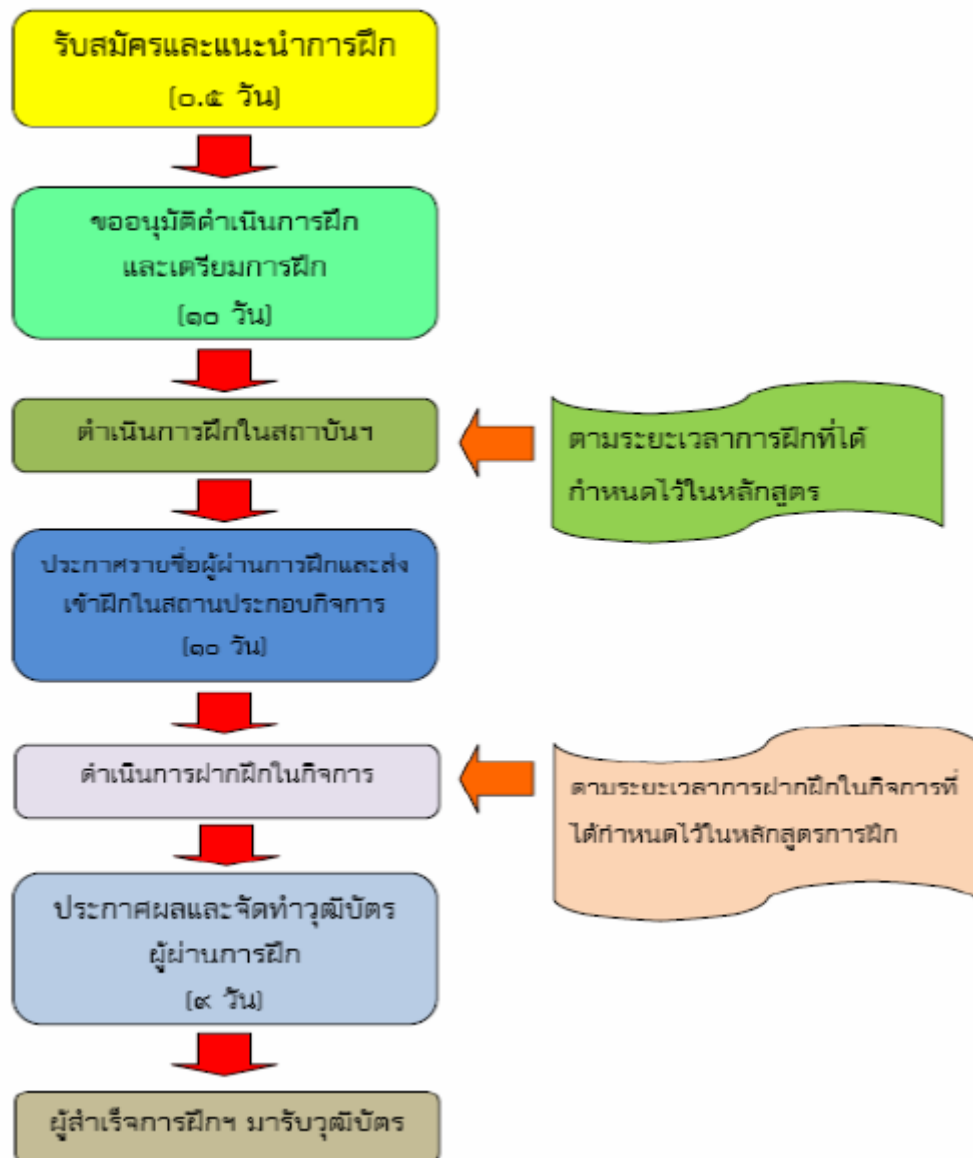 รับสมัครและแนะนำการฝึก
(๐.๕ วัน)
ขออนุมัติดำเนินการฝึก
และเตรียมการฝึก
(๑๐ วัน)
ดำเนินการฝึกในสถาบันฯ
ตามระยะเวลาการฝึกที่ได้
กำหนดไว้ในหลักสูตร
ประกาศรายชื่อผู้ผ่านการฝึกและส่ง
เข้าฝึกในสถานประกอบกิจการ
(๑๐ วัน)
ดำเนินการฝากฝึกในกิจการ
ตามระยะเวลาการฝากฝึกในกิจการที่
ได้กำหนดไว้ในหลักสูตรการฝึก
ประกาศผลและจัดทำวุฒิบัตร
ผู้ผ่านการฝึก
(๙ วัน)
ผู้สำเร็จการฝึกฯ มารับวุฒิบัตร